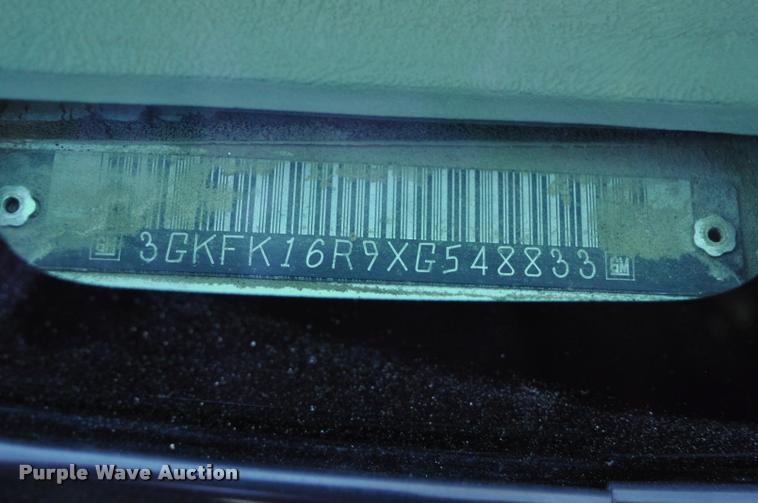 GM 3GKFK16R9XG548833 GM
Purple Wave Auction